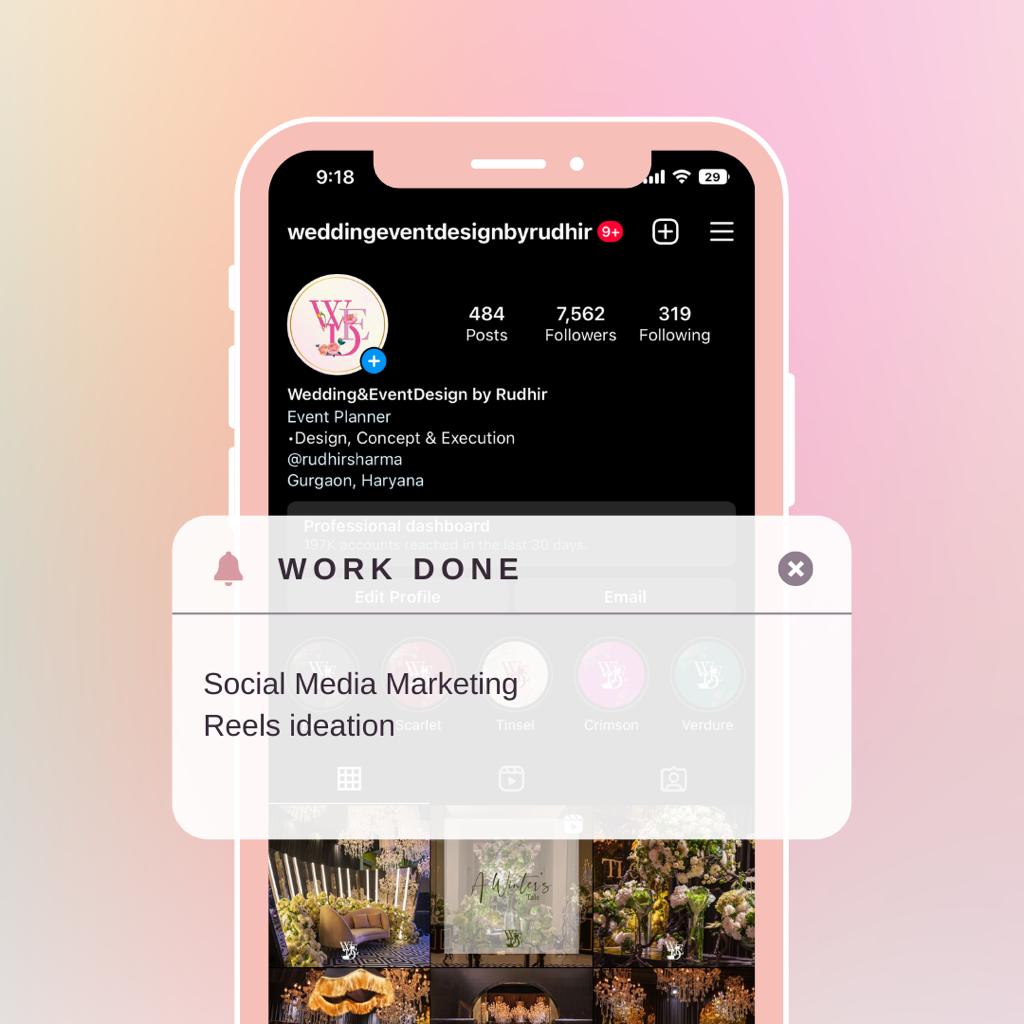 9:18
29
weddingeventdesignbyrudhir 9+
484 7,562 319
Posts Followers Following
Wedding&EventDesign by Rudhir
Event Planner
•Design, Concept & Execution
@rudhirsharma
Gurgaon, Haryana
Professional dashboard
197K accounts reached in the last 30 days.
WORK DONE
Edit Profile Email
Social Media Marketing
Reels ideation
Scarlet Tinsel Crimson Verdure
A Winter's
Tale